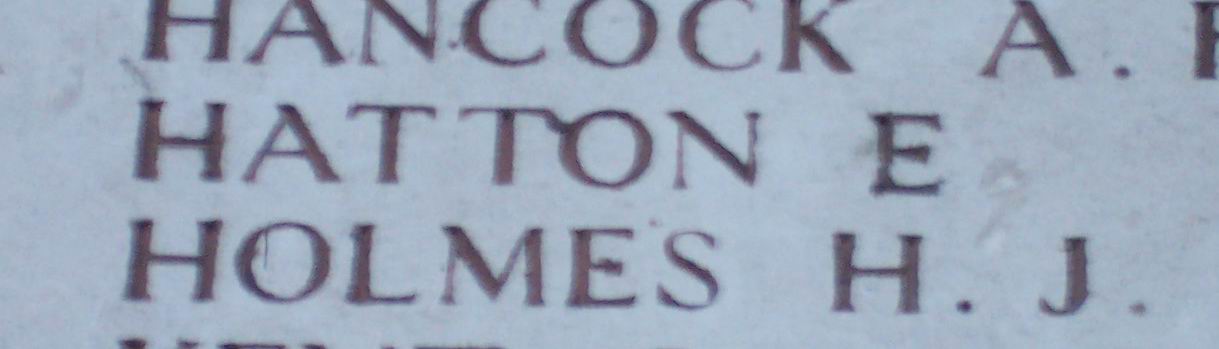 HANCOCK A.
HATTON E
HOLMES H. J.